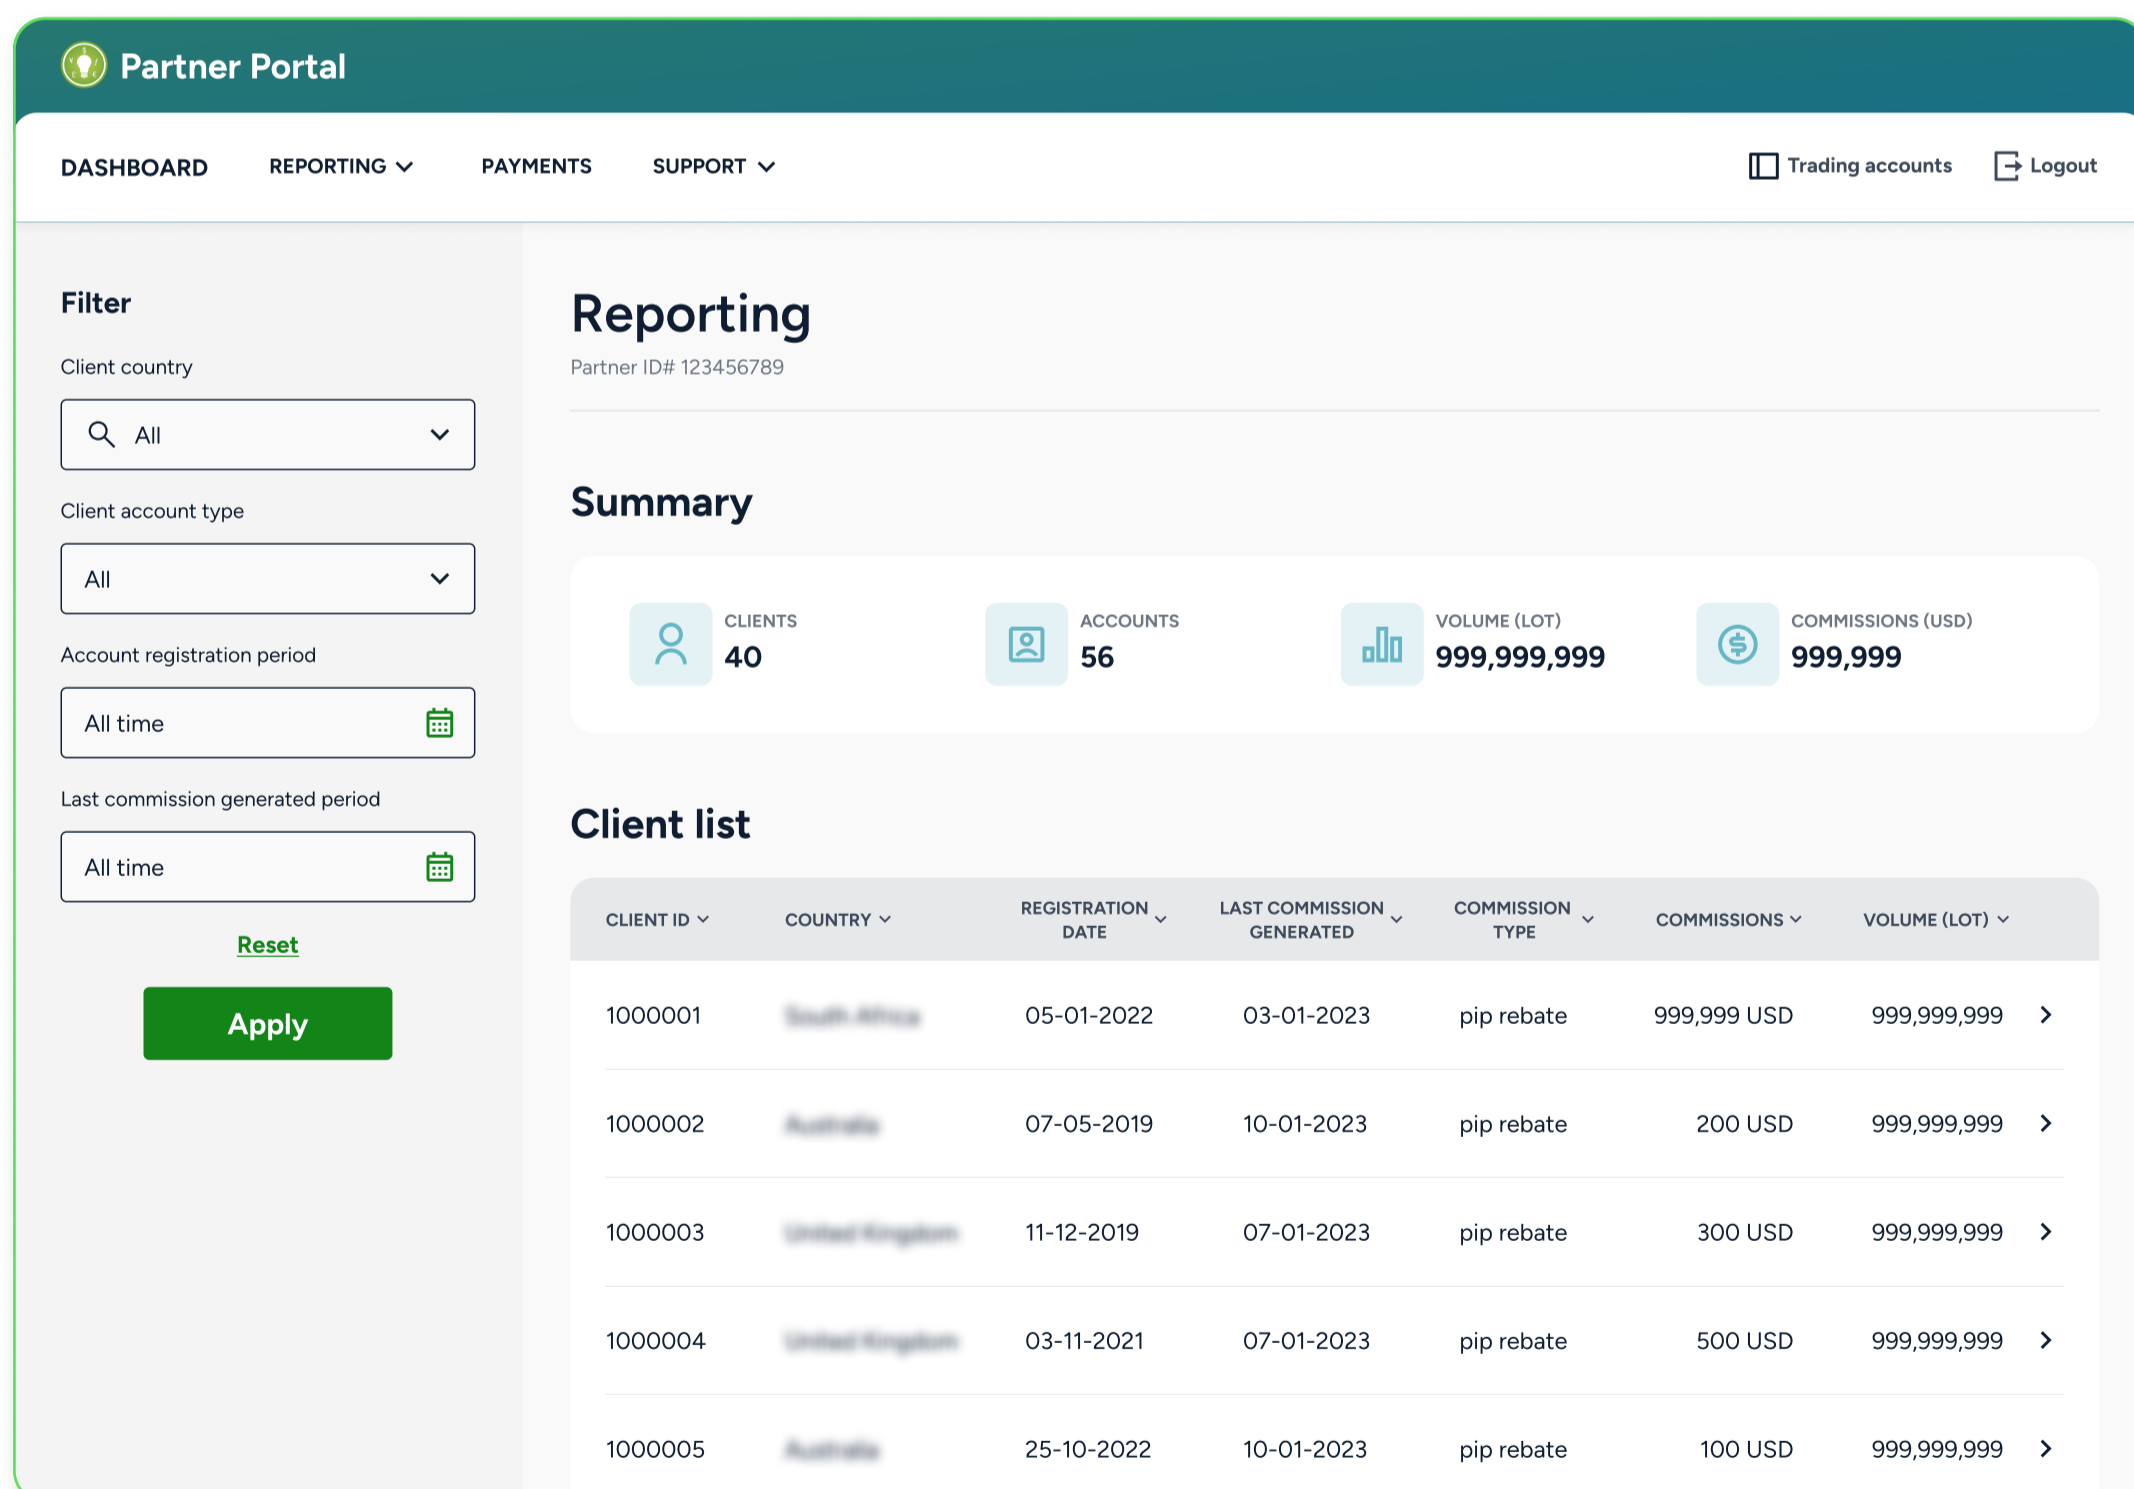 Partner Portal
DASHBOARD REPORTING PAYMENTS SUPPORT Trading accounts Logout
Filter
Client country
All
Client account type
All
Account registration period
All time
Last commission generated period
All time
Reset
Apply
Reporting
Partner ID# 123456789
Summary
CLIENTS
40
ACCOUNTS
56
VOLUME (LOT)
999,999,999
COMMISSIONS (USD)
999,999
Client list
CLIENT ID COUNTRY REGISTRATION DATE LAST COMMISSION GENERATED COMMISSION TYPE COMMISSIONS VOLUME (LOT)
1000001 05-01-2022 03-01-2023 pip rebate 999,999 USD 999,999,999
1000002 07-05-2019 10-01-2023 pip rebate 200 USD 999,999,999
1000003 11-12-2019 07-01-2023 pip rebate 300 USD 999,999,999
1000004 03-11-2021 07-01-2023 pip rebate 500 USD 999,999,999
1000005 25-10-2022 10-01-2023 pip rebate 100 USD 999,999,999